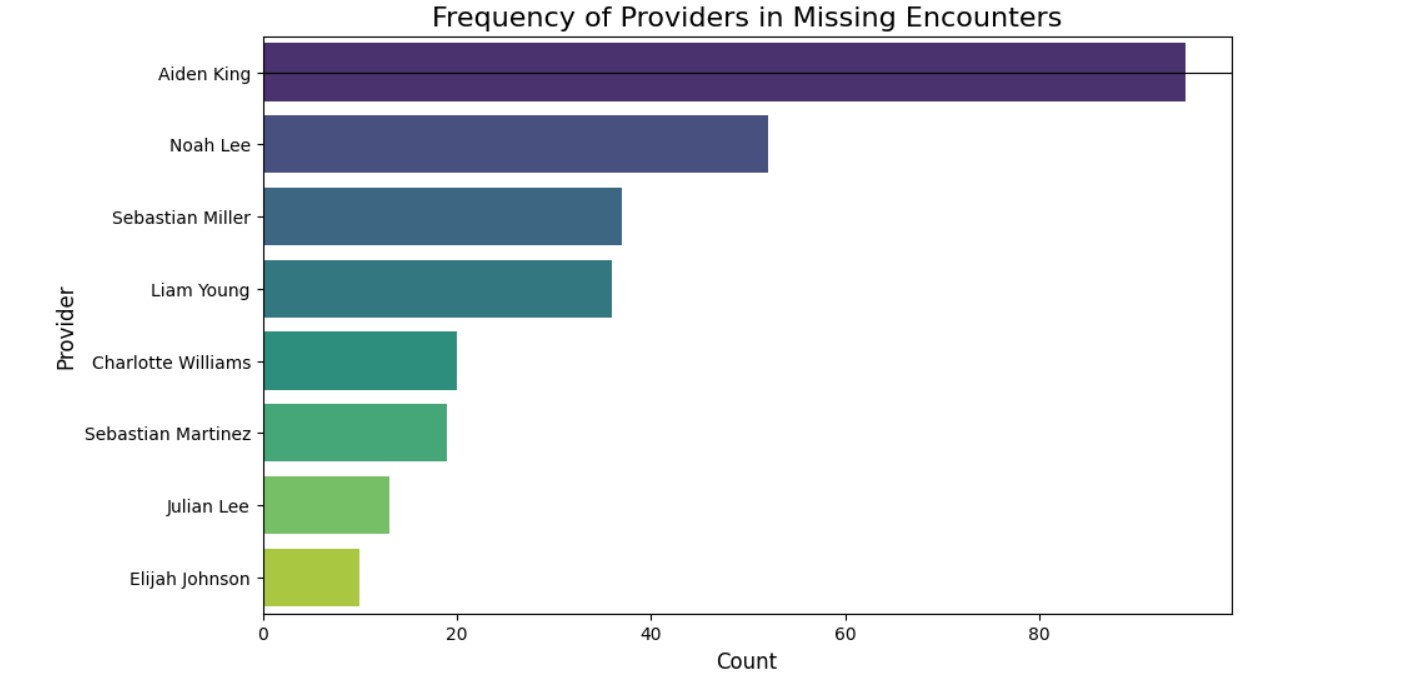 Frequency of Providers in Missing Encounters
Aiden King
Noah Lee
Sebastian Miller
Liam Young
Charlotte Williams
Sebastian Martinez
Julian Lee
Elijah Johnson
Provider
0 20 40 60 80
Count